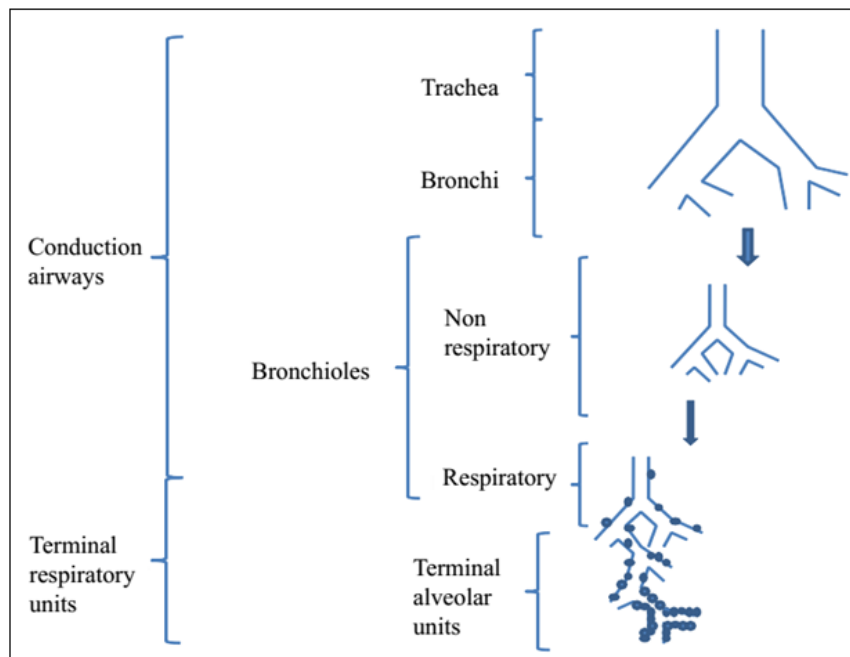 Trachea
Bronchi
Conduction
airways
Non
respiratory
Bronchioles
Respiratory
Terminal
respiratory
units
Terminal
alveolar
units